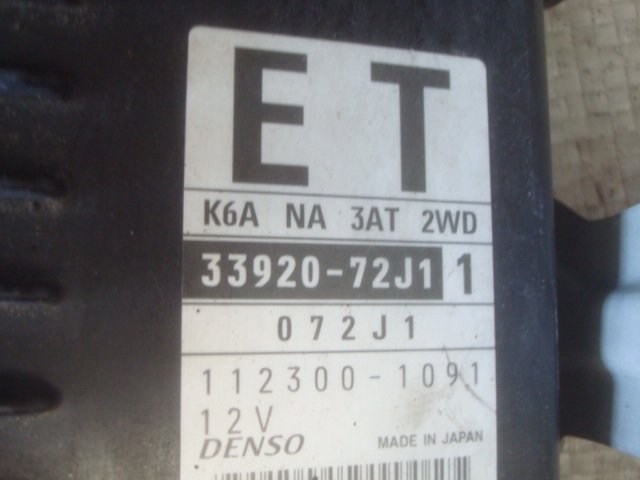 ET
K6A NA 3AT 2WD
33920-72J1 1
072J1
112300-1091
12V
DENSO MADE IN JAPAN